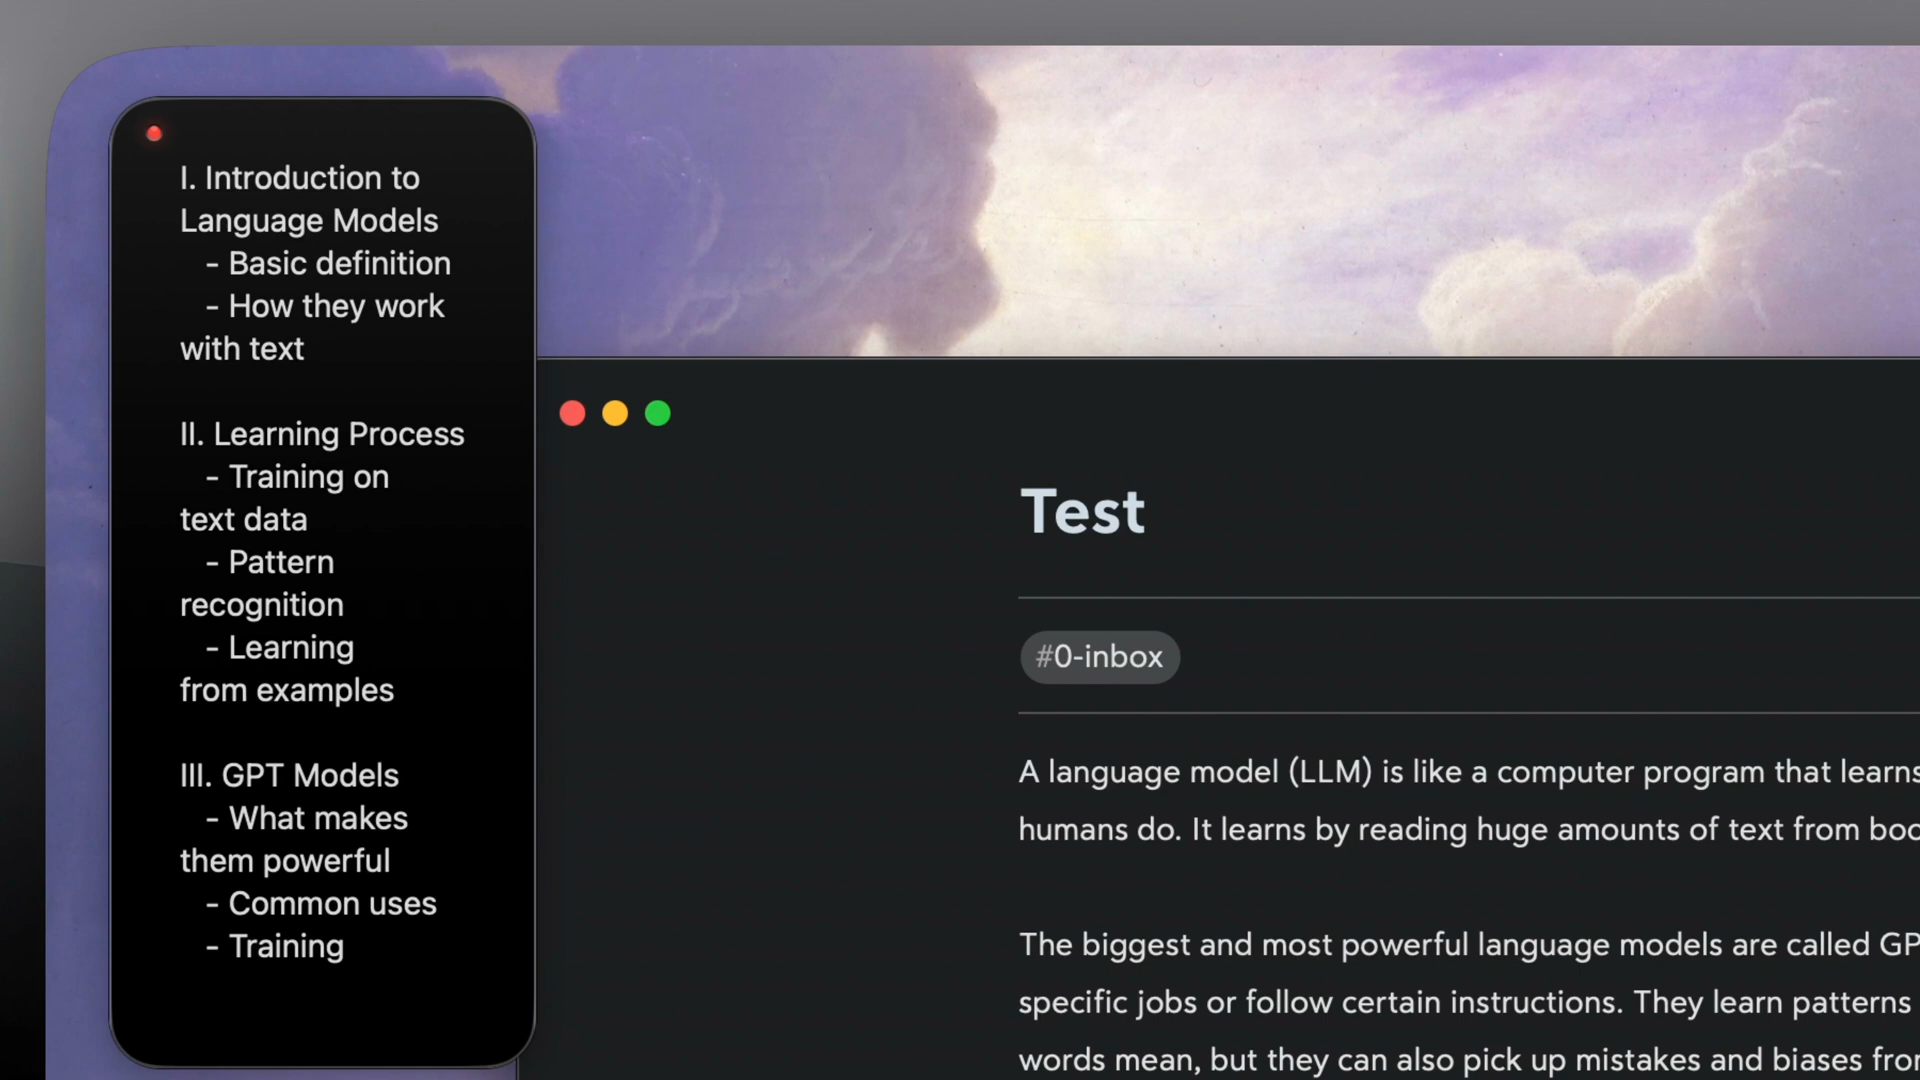 I. Introduction to
Language Models
- Basic definition
- How they work
with text
II. Learning Process
- Training on
text data
- Pattern
recognition
- Learning
from examples
III. GPT Models
- What makes
them powerful
- Common uses
- Training
Test
#0-inbox
A language model (LLM) is like a computer program that learns
humans do. It learns by reading huge amounts of text from
The biggest and most powerful language models are called
specific jobs or follow certain instructions. They learn patterns
words mean, but they can also pick up mistakes and biases